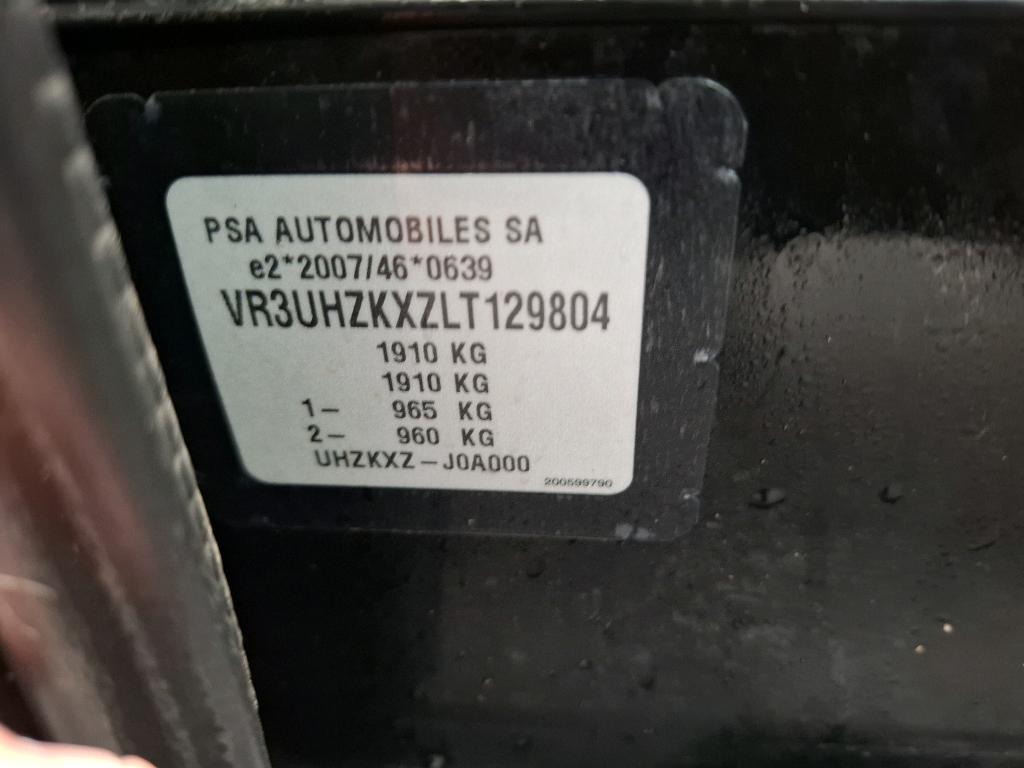 PSA AUTOMOBILES SA
e2*2007/46*0639
VR3UHZKXZLT129804
1910 KG
1910 KG
1- 965 KG
2- 960 KG
UHZKXZ-J0A000
200599790